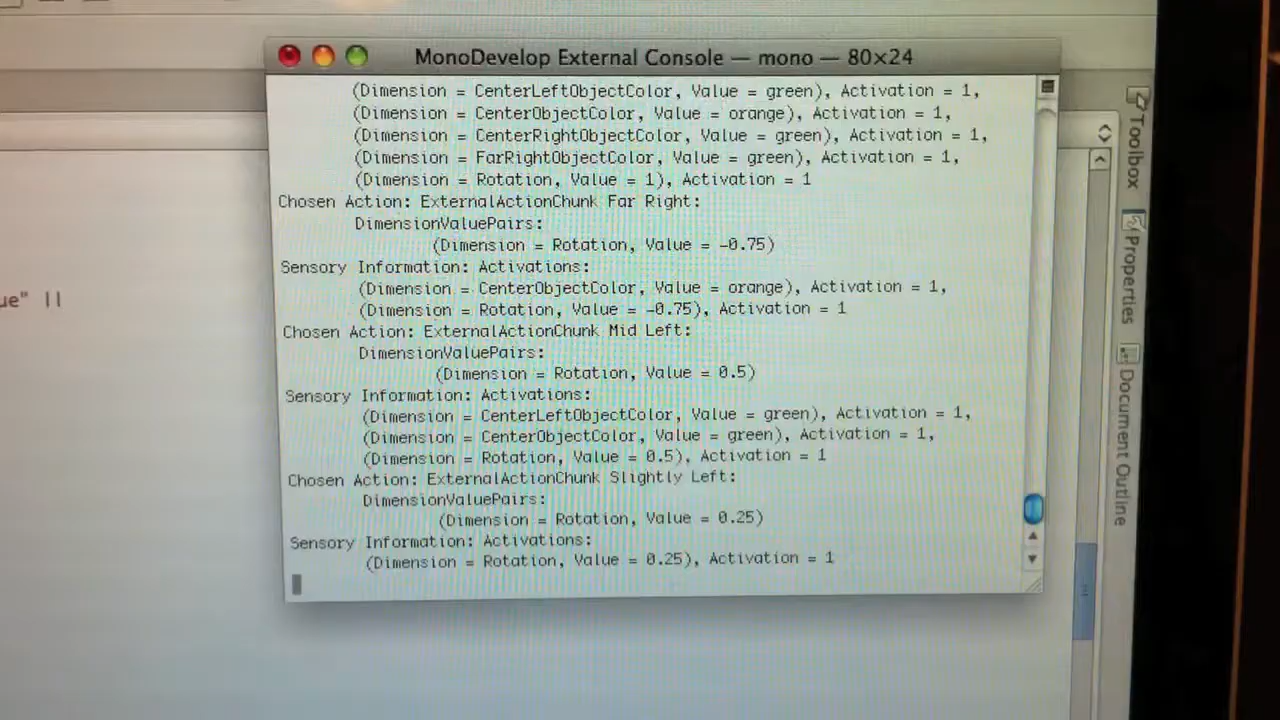 MonoDevelop External Console — mono — 80×24
(Dimension = CenterLeftObjectColor, Value = green), Activation = 1,
(Dimension = CenterObjectColor, Value = orange), Activation = 1,
(Dimension = CenterRightObjectColor, Value = green), Activation = 1,
(Dimension = FarRightObjectColor, Value = green), Activation = 1,
(Dimension = Rotation, Value = 1), Activation = 1
Chosen Action: ExternalActionChunk Far Right:
DimensionValuePairs:
(Dimension = Rotation, Value = -0.75)
Sensory Information: Activations:
(Dimension = CenterObjectColor, Value = orange), Activation = 1,
(Dimension = Rotation, Value = -0.75), Activation = 1
Chosen Action: ExternalActionChunk Mid Left:
DimensionValuePairs:
(Dimension = Rotation, Value = 0.5)
Sensory Information: Activations:
(Dimension = CenterLeftObjectColor, Value = green), Activation = 1,
(Dimension = CenterObjectColor, Value = green), Activation = 1,
(Dimension = Rotation, Value = 0.5), Activation = 1
Chosen Action: ExternalActionChunk Slightly Left:
DimensionValuePairs:
(Dimension = Rotation, Value = 0.25)
Sensory Information: Activations:
(Dimension = Rotation, Value = 0.25), Activation = 1
ue" ||
Toolbox
Properties
Document Outline